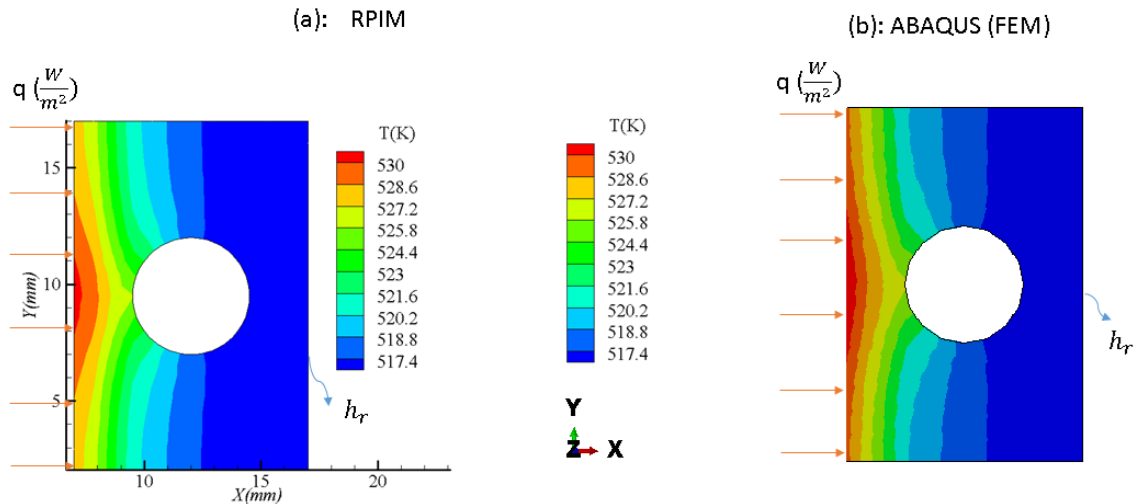 (a): RPIM
(b): ABAQUS (FEM)
q (W/m²)
q (W/m²)
T(K)
530
528.6
527.2
525.8
524.4
523
521.6
520.2
518.8
517.4
T(K)
530
528.6
527.2
525.8
524.4
523
521.6
520.2
518.8
517.4
15
10
5
Y(mm)
10
15
20
X(mm)
h_r
Y
Z
X
h_r